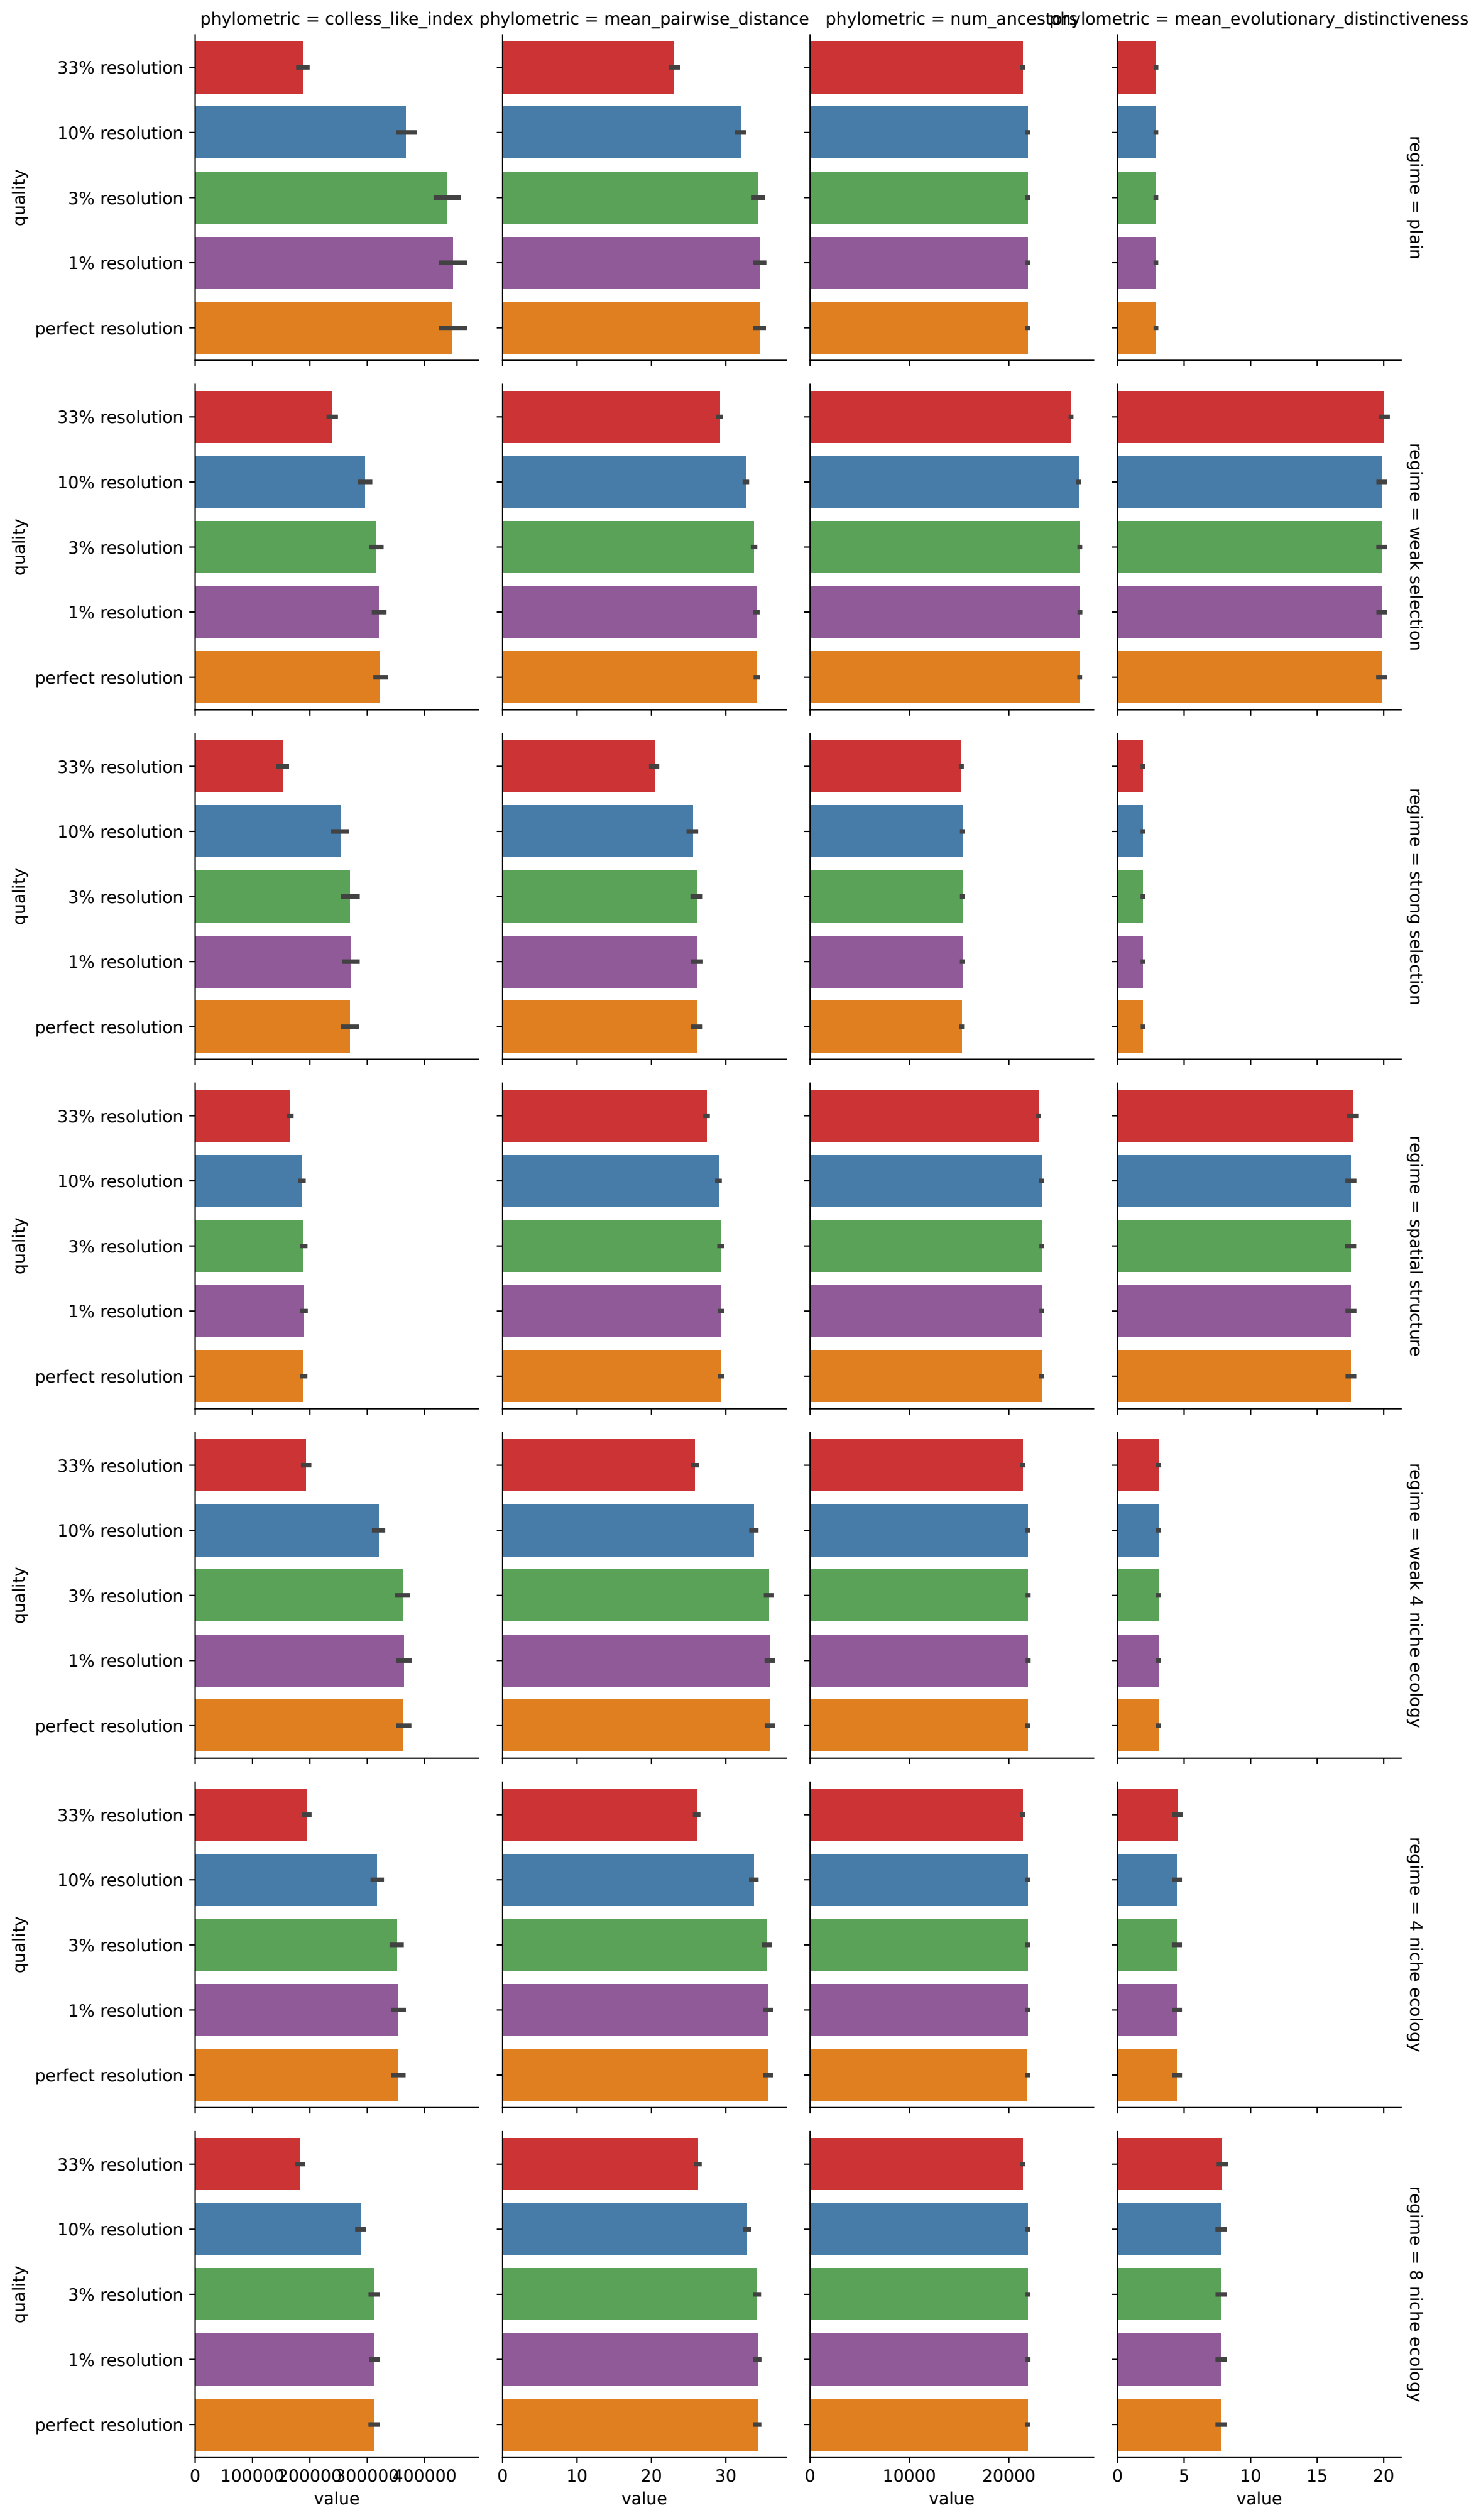 phylometric = colless_like_index
phylometric = mean_pairwise_distance
phylometric = num_ancestors
phylometric = mean_evolutionary_distinctiveness
33% resolution
10% resolution
3% resolution
1% resolution
perfect resolution
quality
regime = plain
33% resolution
10% resolution
3% resolution
1% resolution
perfect resolution
quality
regime = weak selection
33% resolution
10% resolution
3% resolution
1% resolution
perfect resolution
quality
regime = strong selection
33% resolution
10% resolution
3% resolution
1% resolution
perfect resolution
quality
regime = spatial structure
33% resolution
10% resolution
3% resolution
1% resolution
perfect resolution
quality
regime = weak 4 niche ecology
33% resolution
10% resolution
3% resolution
1% resolution
perfect resolution
quality
regime = 4 niche ecology
33% resolution
10% resolution
3% resolution
1% resolution
perfect resolution
quality
regime = 8 niche ecology
0 100000 200000 300000 400000
value
0 10 20 30
value
0 10000 20000
value
0 5 10 15 20
value